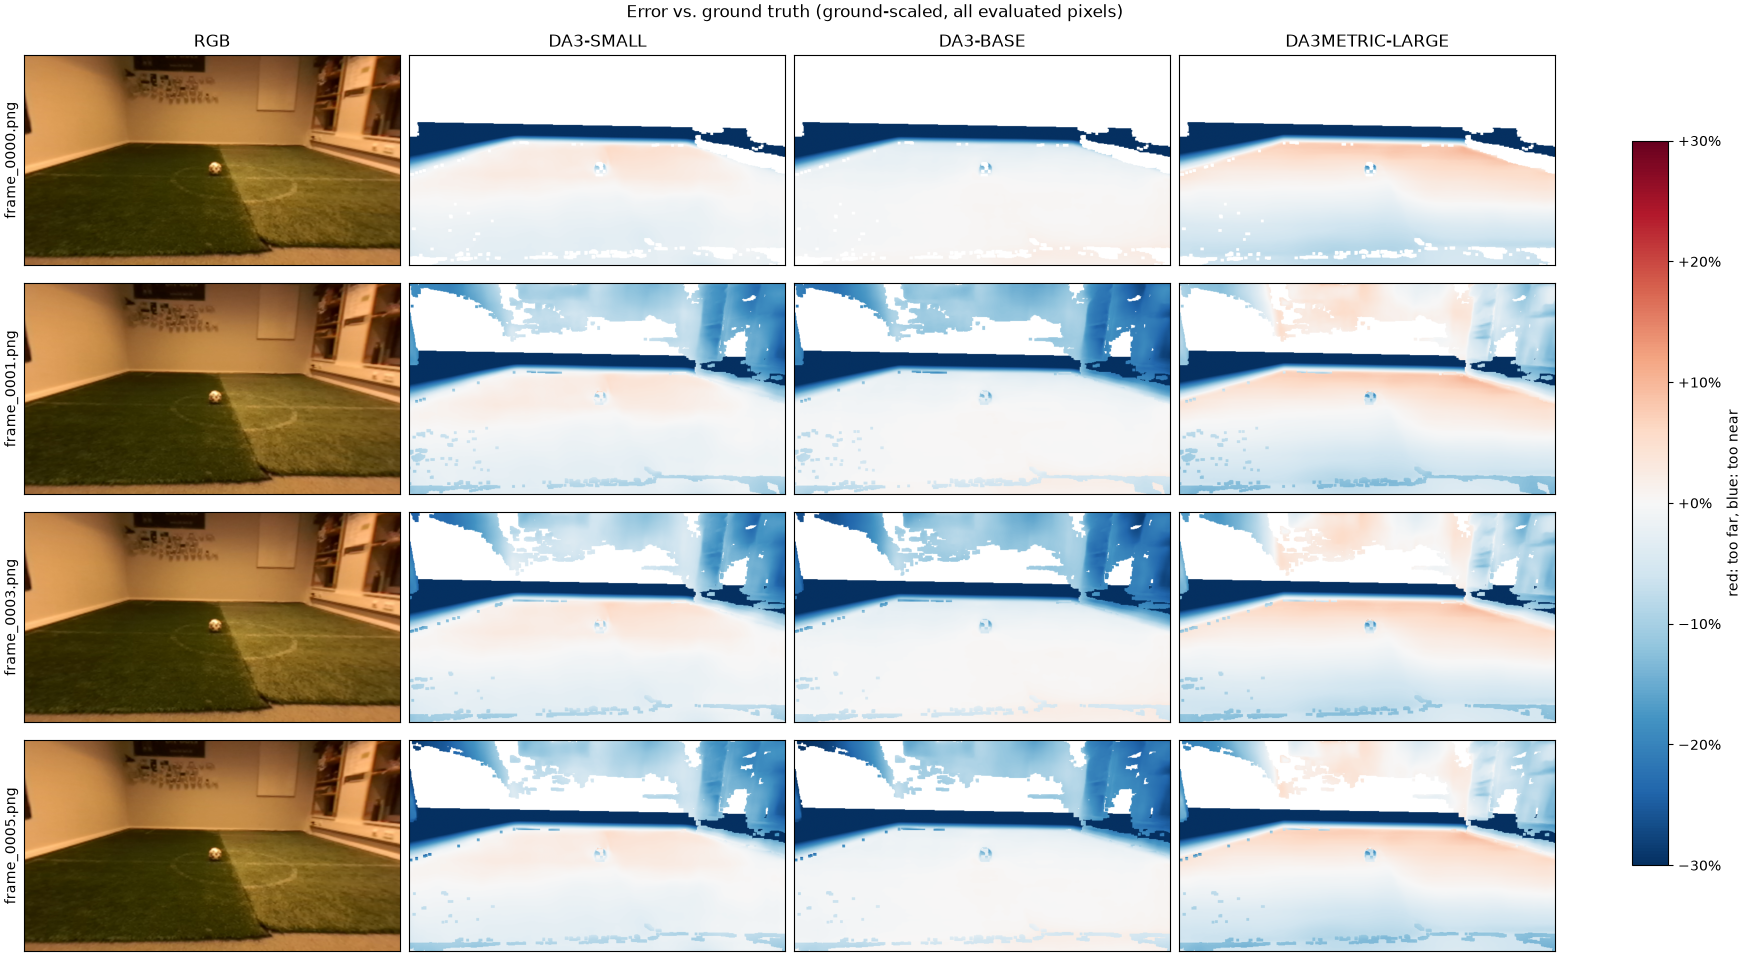 Error vs. ground truth (ground-scaled, all evaluated pixels)
RGB
DA3-SMALL
DA3-BASE
DA3METRIC-LARGE
frame_0000.png
frame_0001.png
frame_0003.png
frame_0005.png
+30%
+20%
+10%
+0%
−10%
−20%
−30%
red: too far, blue: too near